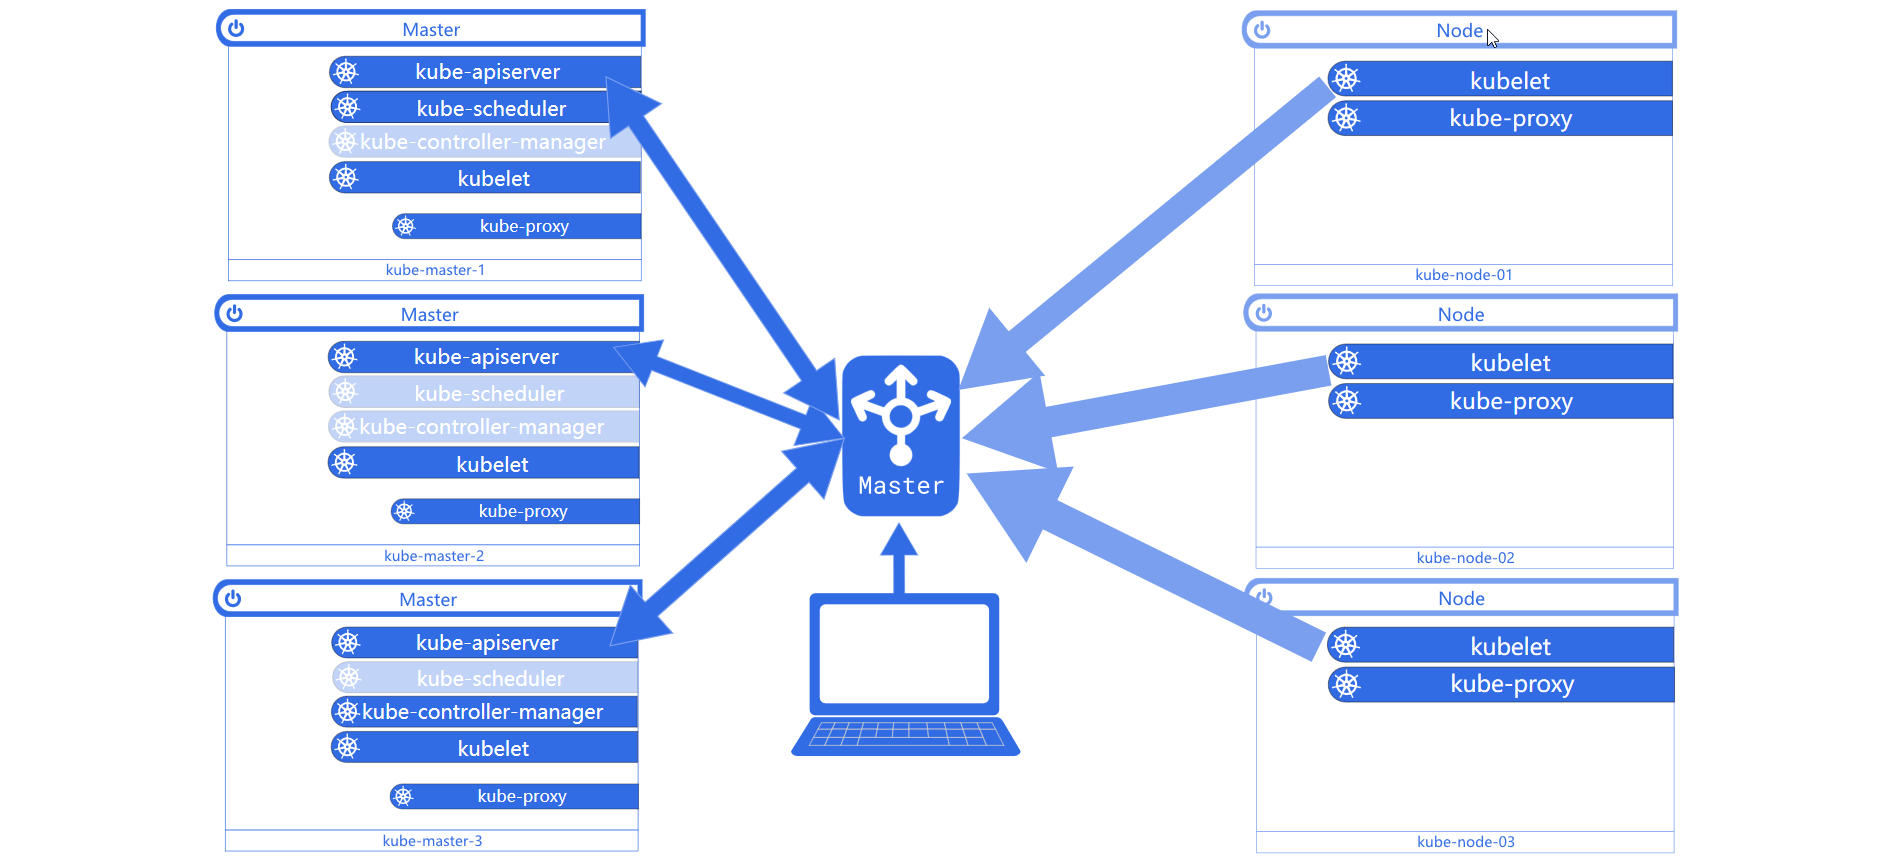 Master
kube-apiserver
kube-scheduler
kube-controller-manager
kubelet
kube-proxy
kube-master-1
Master
kube-apiserver
kube-scheduler
kube-controller-manager
kubelet
kube-proxy
kube-master-2
Master
kube-apiserver
kube-scheduler
kube-controller-manager
kubelet
kube-proxy
kube-master-3
Master
Node
kubelet
kube-proxy
kube-node-01
Node
kubelet
kube-proxy
kube-node-02
Node
kubelet
kube-proxy
kube-node-03